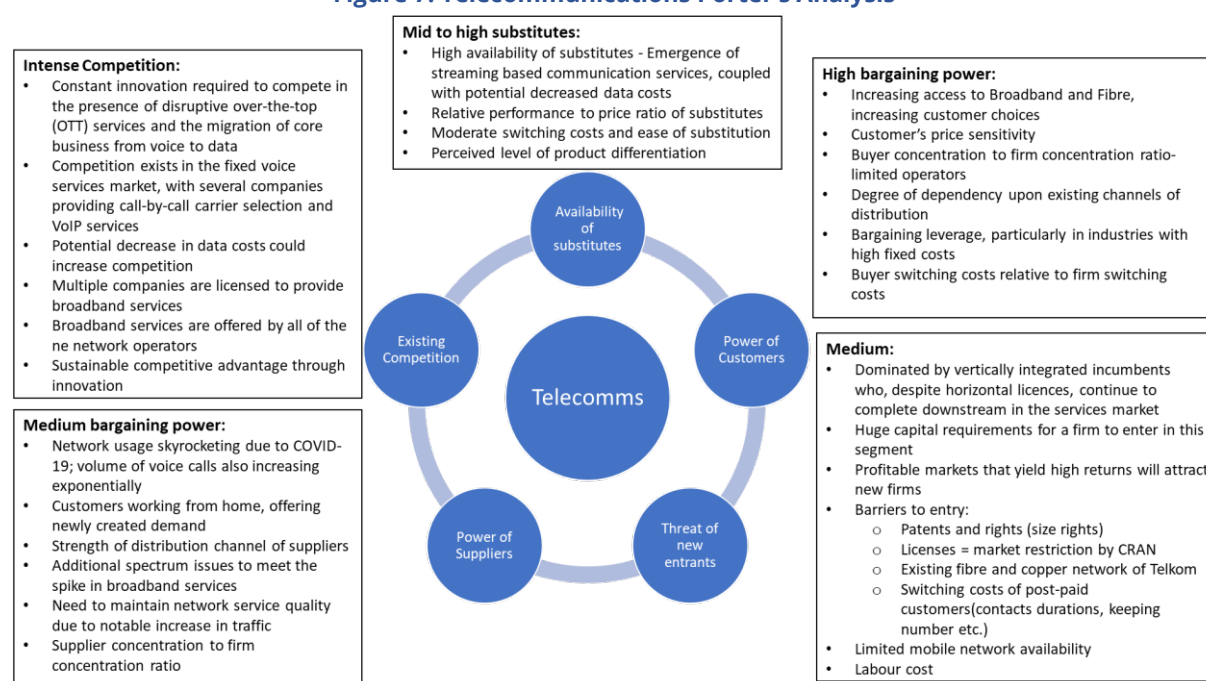 Figure 7: Telecommunications Porter's Analysis
Mid to high substitutes:
• High availability of substitutes - Emergence of
streaming based communication services, coupled
with potential decreased data costs
• Relative performance to price ratio of substitutes
• Moderate switching costs and ease of substitution
• Perceived level of product differentiation
Intense Competition:
• Constant innovation required to compete in
the presence of disruptive over-the-top
(OTT) services and the migration of core
business from voice to data
• Competition exists in the fixed voice
services market, with several companies
providing call-by-call carrier selection and
VoIP services
• Potential decrease in data costs could
increase competition
• Multiple companies are licensed to provide
broadband services
• Broadband services are offered by all of the
ne network operators
• Sustainable competitive advantage through
innovation
High bargaining power:
• Increasing access to Broadband and Fibre,
increasing customer choices
• Customer's price sensitivity
• Buyer concentration to firm concentration ratio-
limited operators
• Degree of dependency upon existing channels of
distribution
• Bargaining leverage, particularly in industries with
high fixed costs
• Buyer switching costs relative to firm switching
costs
Availability
of
substitutes
Existing
Competition
Power of
Customers
Telecomms
Power of
Suppliers
Threat of
new
entrants
Medium bargaining power:
• Network usage skyrocketing due to COVID-
19; volume of voice calls also increasing
exponentially
• Customers working from home, offering
newly created demand
• Strength of distribution channel of suppliers
• Additional spectrum issues to meet the
spike in broadband services
• Need to maintain network service quality
due to notable increase in traffic
• Supplier concentration to firm
concentration ratio
Medium:
• Dominated by vertically integrated incumbents
who, despite horizontal licences, continue to
complete downstream in the services market
• Huge capital requirements for a firm to enter in this
segment
• Profitable markets that yield high returns will attract
new firms
• Barriers to entry:
o Patents and rights (size rights)
o Licenses = market restriction by CRAN
o Existing fibre and copper network of Telkom
o Switching costs of post-paid
customers(contacts durations, keeping
number etc.)
• Limited mobile network availability
• Labour cost